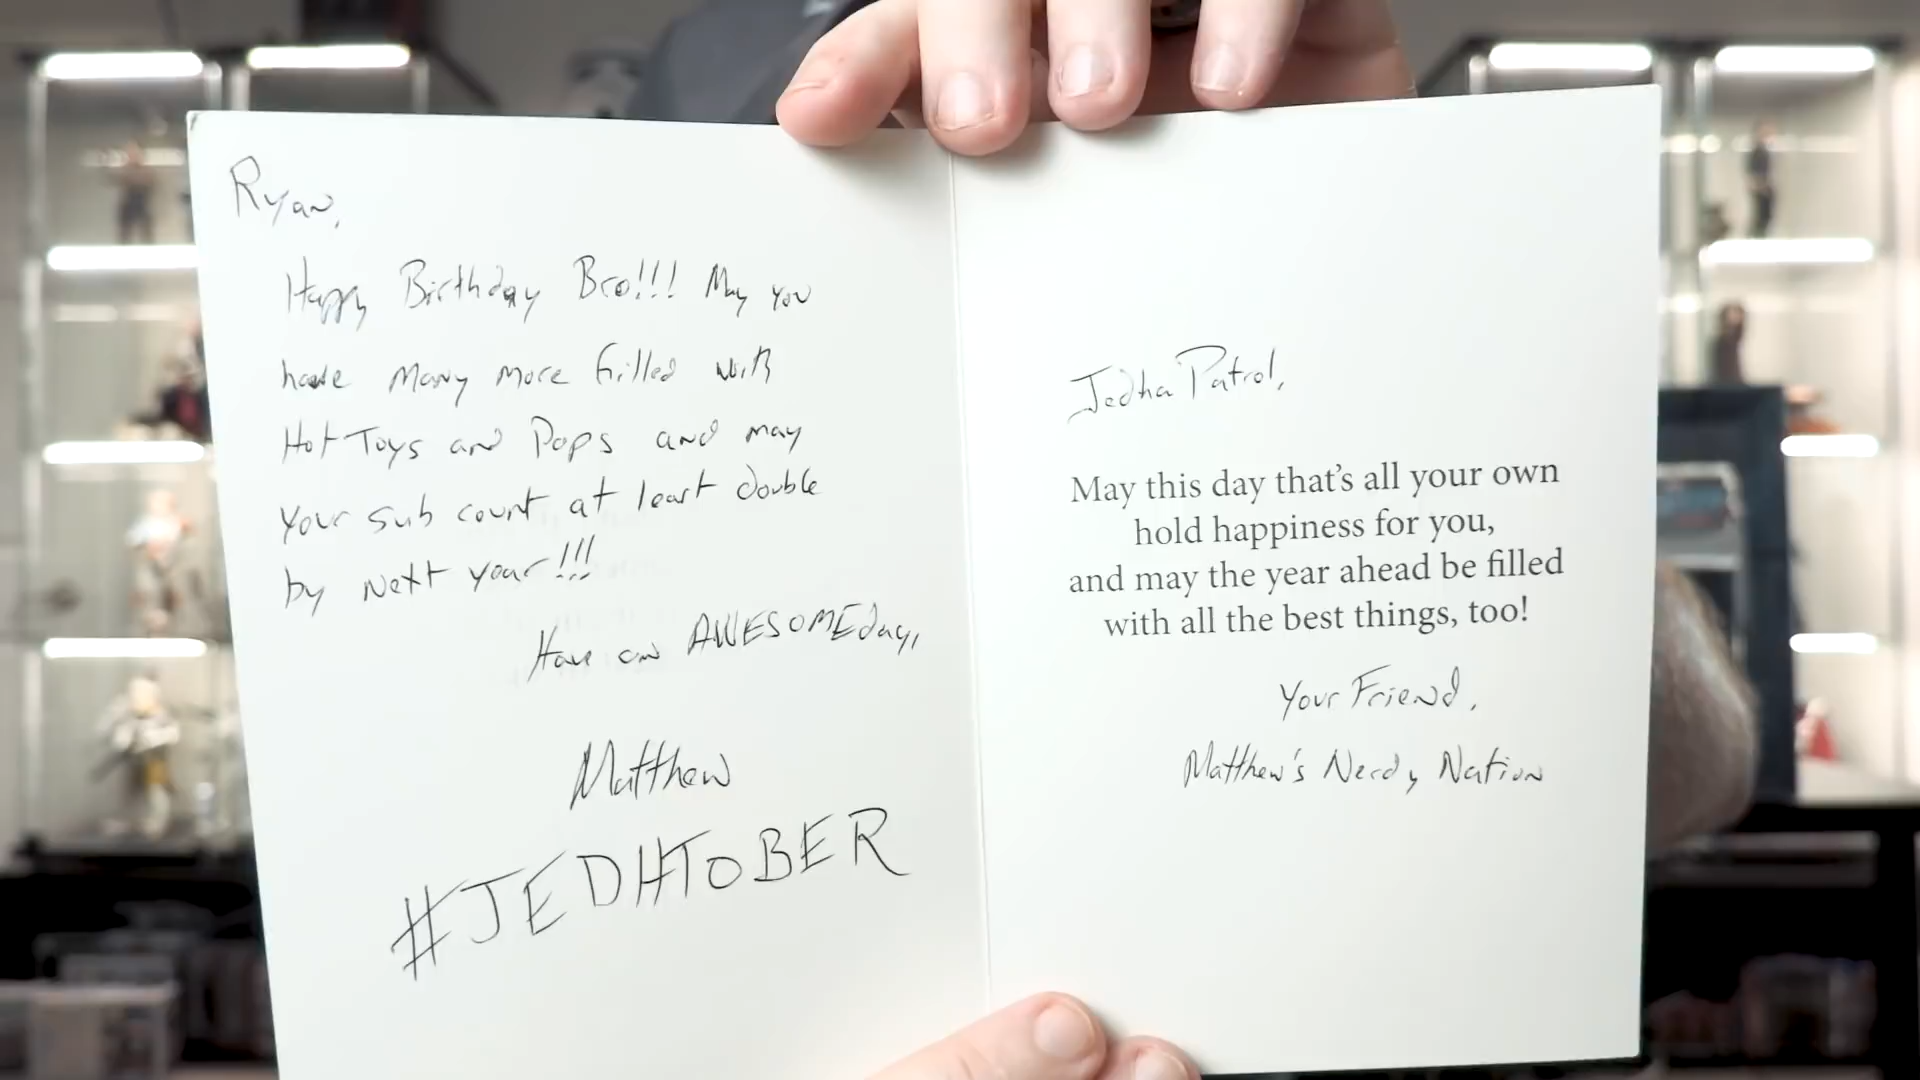 Ryan,
Happy Birthday Bro!!! May you
have many more filled with
Hot Toys and Pops and may
your sub count at least double
by next year!!!
Have an AWESOME day,
Matthew
#JEDHTOBER
Jedha Patrol,
May this day that's all your own
hold happiness for you,
and may the year ahead be filled
with all the best things, too!
Your Friend,
Matthew's Nerdy Nation